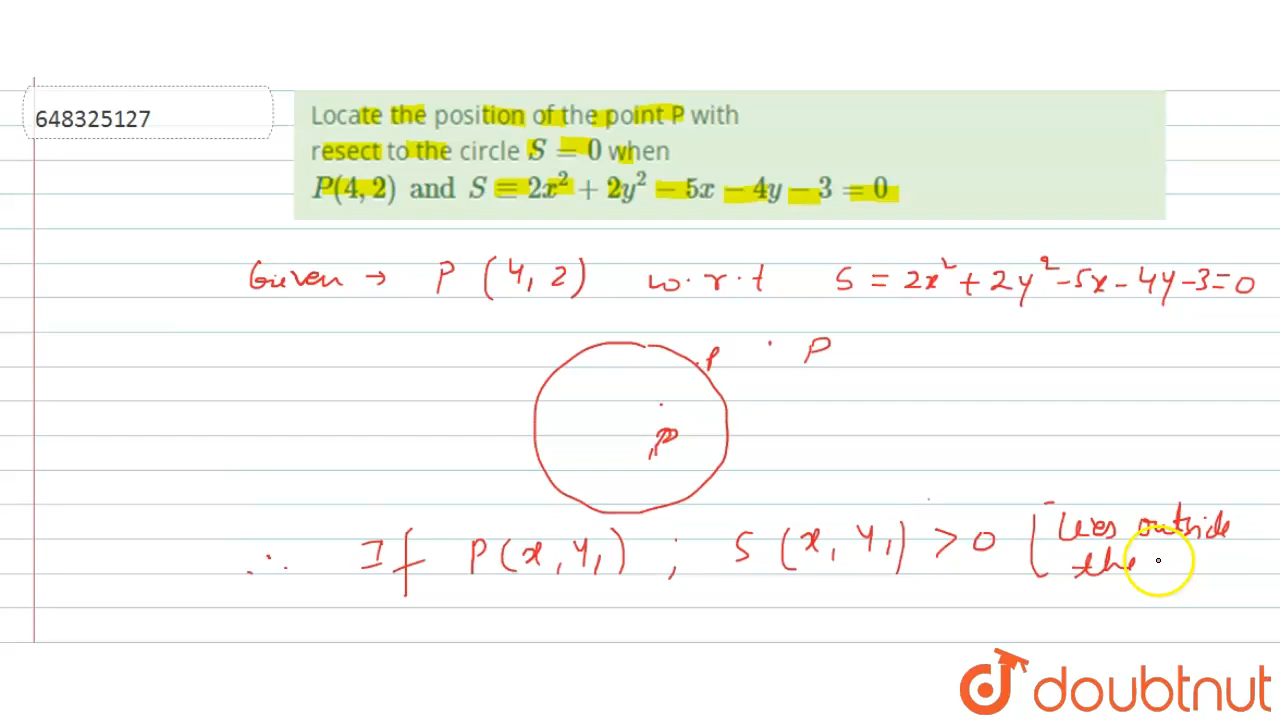 648325127
Locate the position of the point P with
resect to the circle S = 0 when
P(4, 2) and S ≡ 2x² + 2y² − 5x − 4y − 3 = 0
Given → P (4, 2) w.r.t S = 2x² + 2y² - 5x - 4y - 3 = 0
P P
P
∴ If P(x, y₁) ; S(x, y₁) > 0 [Lies outside
the
doubtnut